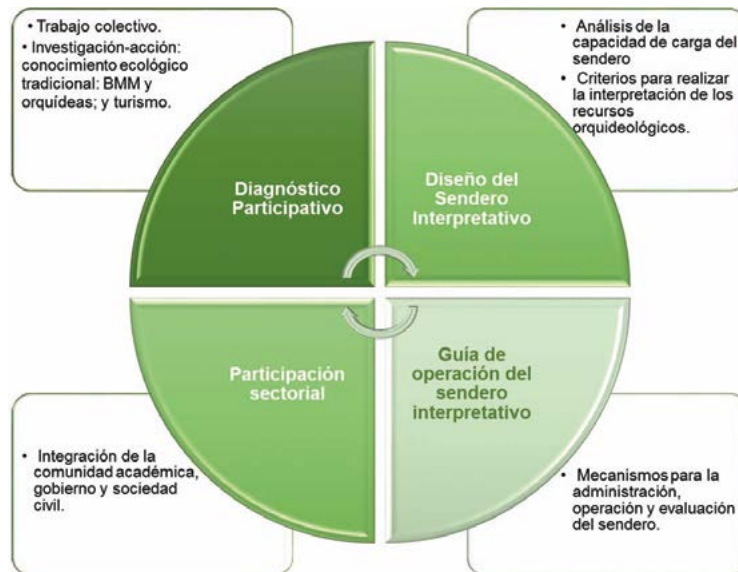 • Trabajo colectivo.
• Investigación-acción:
conocimiento ecológico
tradicional: BMM y
orquídeas; y turismo.
• Análisis de la
capacidad de carga del
sendero
• Criterios para realizar
la interpretación de los
recursos
orquideológicos.
Diagnóstico
Participativo
Diseño del
Sendero
Interpretativo
Participación
sectorial
Guía de
operación del
sendero
interpretativo
• Integración de la
comunidad académica,
gobierno y sociedad
civil.
• Mecanismos para la
administración,
operación y evaluación
del sendero.